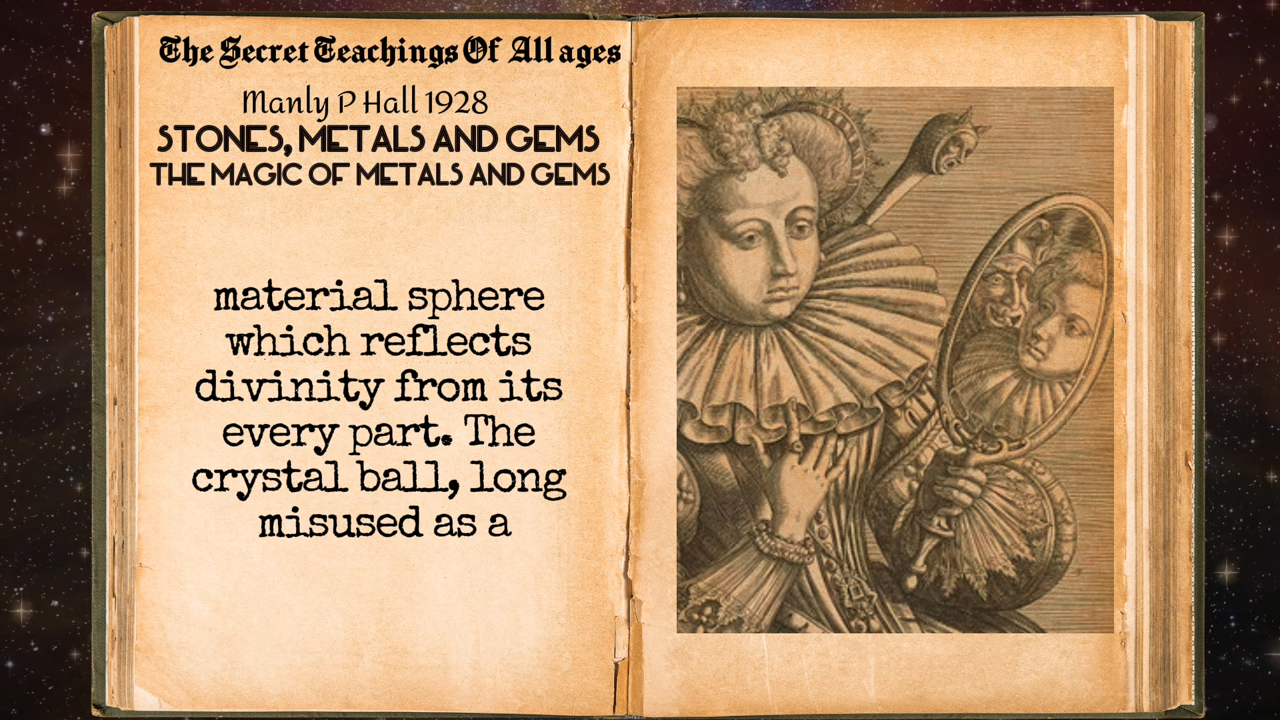 The Secret Teachings Of All ages
Manly P Hall 1928
STONES, METALS AND GEMS
THE MAGIC OF METALS AND GEMS
material sphere
which reflects
divinity from its
every part. The
crystal ball, long
misused as a